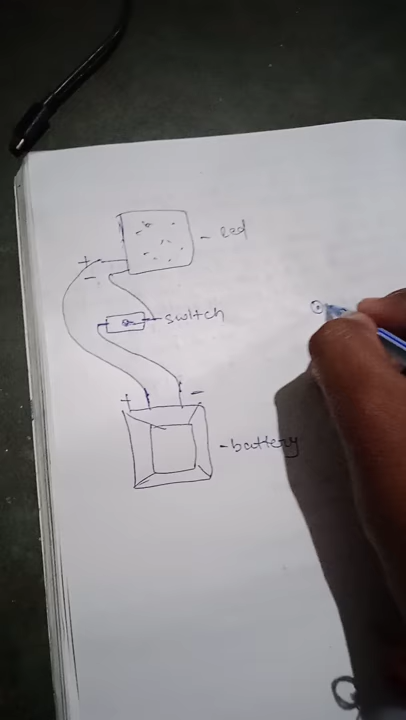 - led
+
-
- switch
+ -
- battery
Q